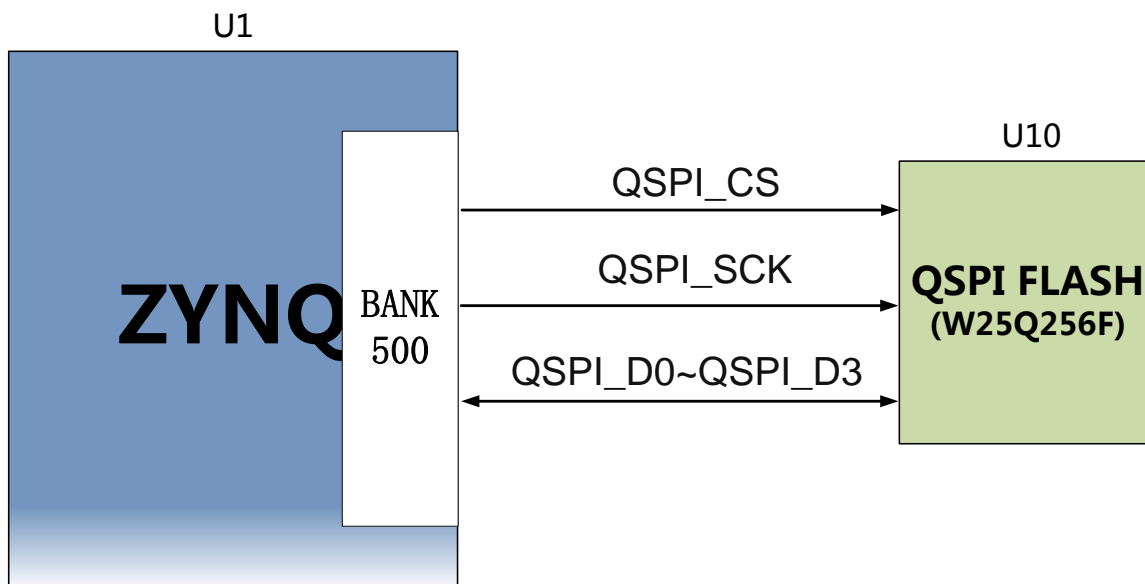 U1
U10
QSPI_CS
QSPI_SCK
QSPI_D0~QSPI_D3
ZYNQ
BANK
500
QSPI FLASH
(W25Q256F)